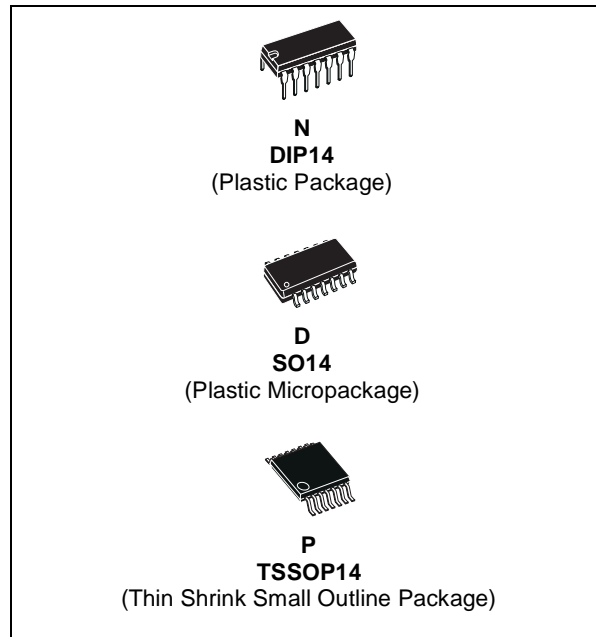 N
DIP14
(Plastic Package)
D
SO14
(Plastic Micropackage)
P
TSSOP14
(Thin Shrink Small Outline Package)